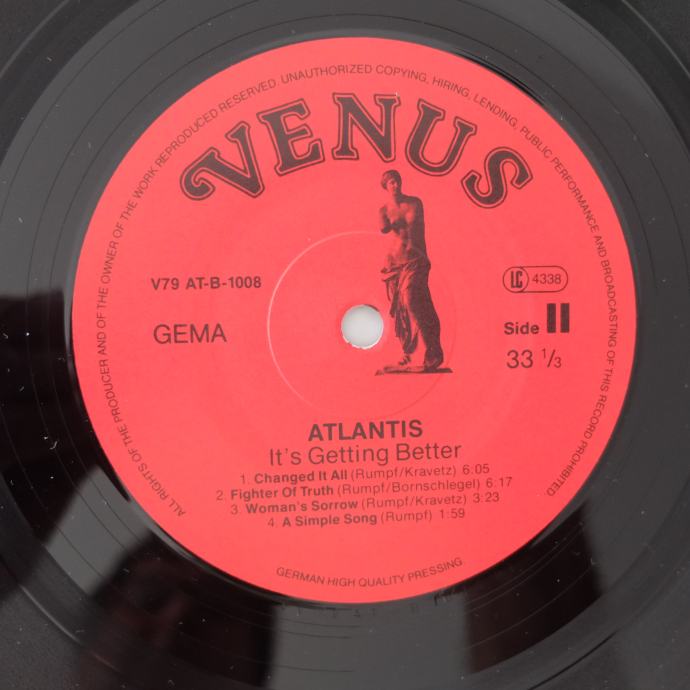 ALL RIGHTS OF THE PRODUCER AND OF THE OWNER OF THE WORK REPRODUCED RESERVED. UNAUTHORIZED COPYING, HIRING, LENDING, PUBLIC PERFORMANCE AND BROADCASTING OF THIS RECORD PROHIBITED
VENUS
V79 AT-B-1008
LC 4338
GEMA
Side II
33 1/3
ATLANTIS
It's Getting Better
1. Changed It All (Rumpf/Kravetz) 6:05
2. Fighter Of Truth (Rumpf/Bornschlegel) 6:17
3. Woman's Sorrow (Rumpf/Kravetz) 3:23
4. A Simple Song (Rumpf) 1:59
GERMAN HIGH QUALITY PRESSING